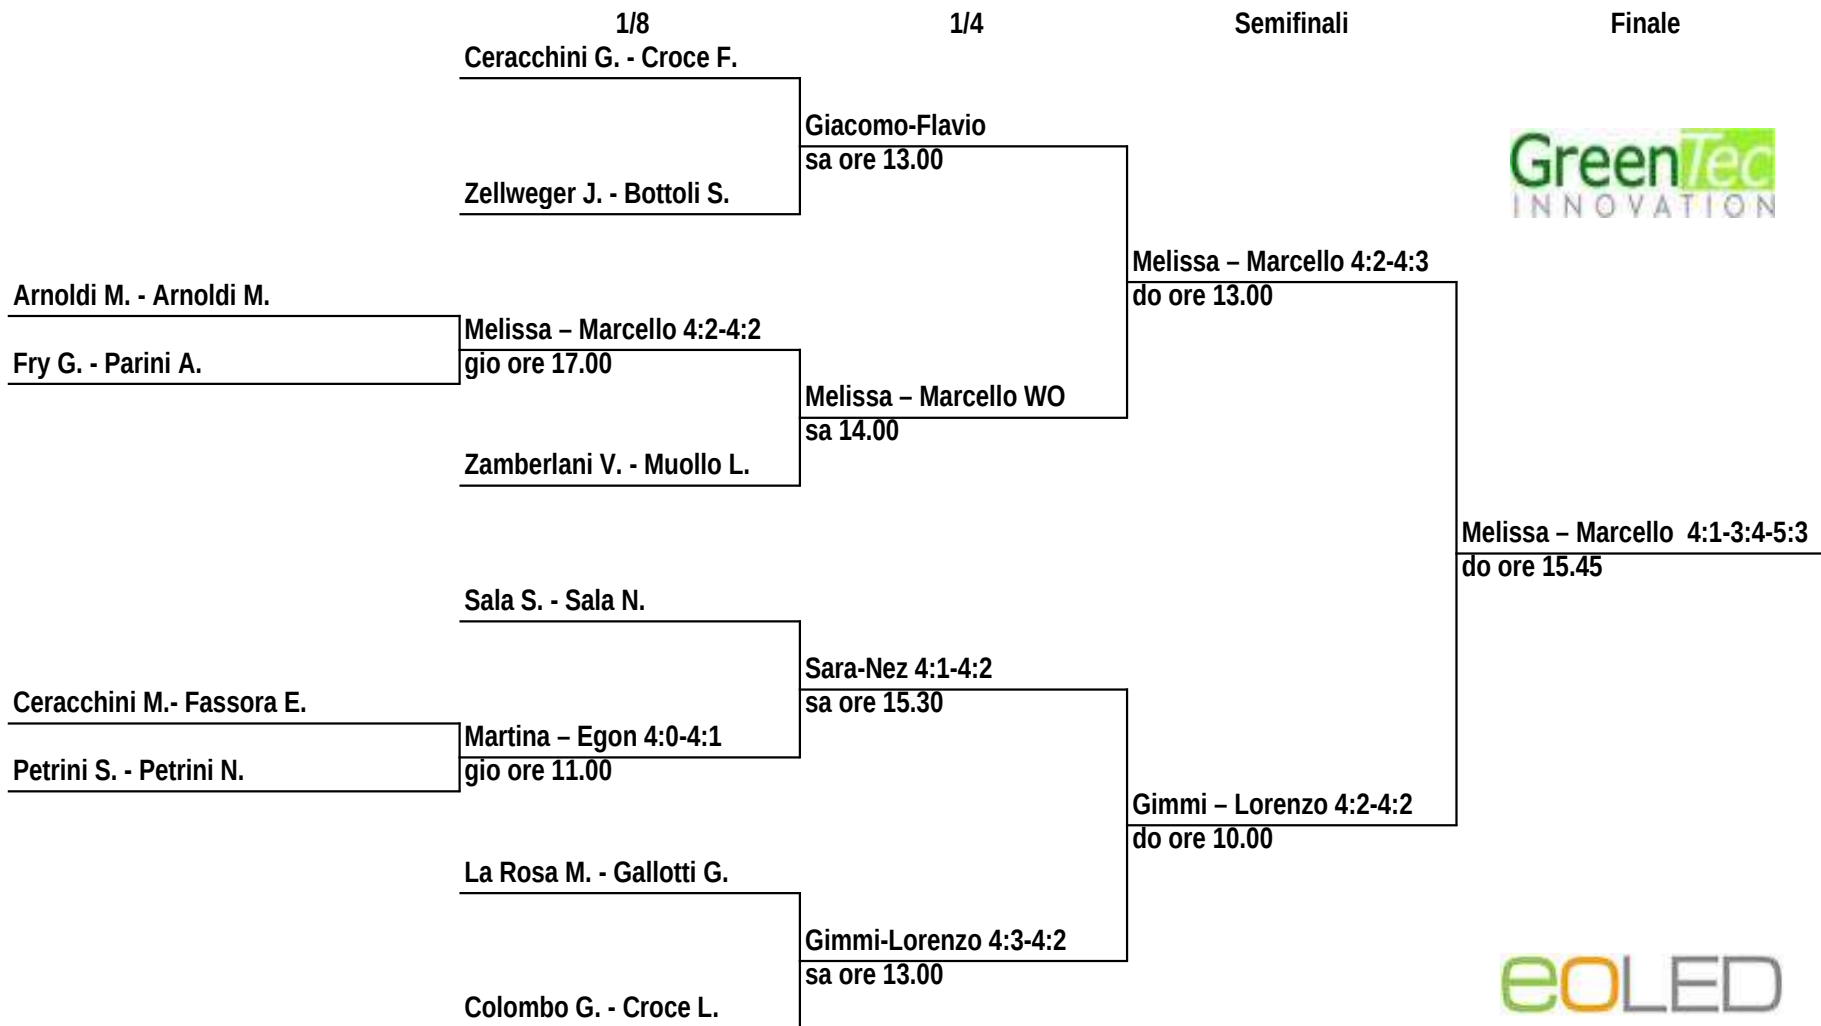 1/8 1/4 Semifinali Finale
Ceracchini G. - Croce F.
Giacomo-Flavio
sa ore 13.00
GreenTec
INNOVATION
Zellweger J. - Bottoli S.
Melissa – Marcello 4:2-4:3
do ore 13.00
Arnoldi M. - Arnoldi M.
Melissa – Marcello 4:2-4:2
gio ore 17.00
Fry G. - Parini A.
Melissa – Marcello WO
sa 14.00
Zamberlani V. - Muollo L.
Melissa – Marcello  4:1-3:4-5:3
do ore 15.45
Sala S. - Sala N.
Sara-Nez 4:1-4:2
sa ore 15.30
Ceracchini M.- Fassora E.
Martina – Egon 4:0-4:1
gio ore 11.00
Petrini S. - Petrini N.
Gimmi – Lorenzo 4:2-4:2
do ore 10.00
La Rosa M. - Gallotti G.
Gimmi-Lorenzo 4:3-4:2
sa ore 13.00
Colombo G. - Croce L.
eOLED